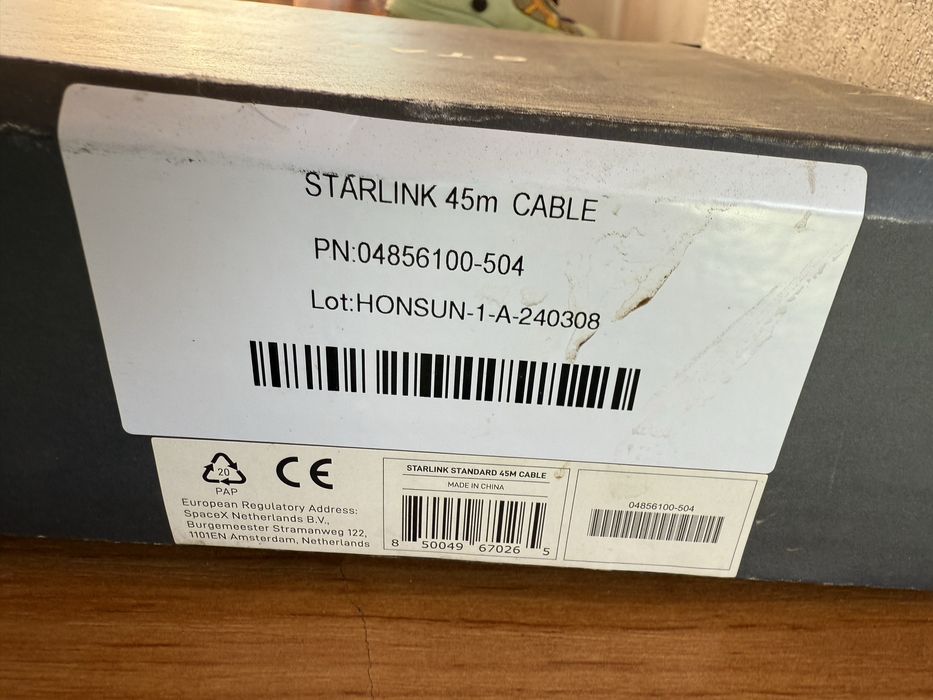 STARLINK 45m CABLE
PN:04856100-504
Lot:HONSUN-1-A-240308
20
PAP
CE
European Regulatory Address:
SpaceX Netherlands B.V.,
Burgemeester Stramanweg 122,
1101EN Amsterdam, Netherlands
STARLINK STANDARD 45M CABLE
MADE IN CHINA
8 50049 67026 5
04856100-504